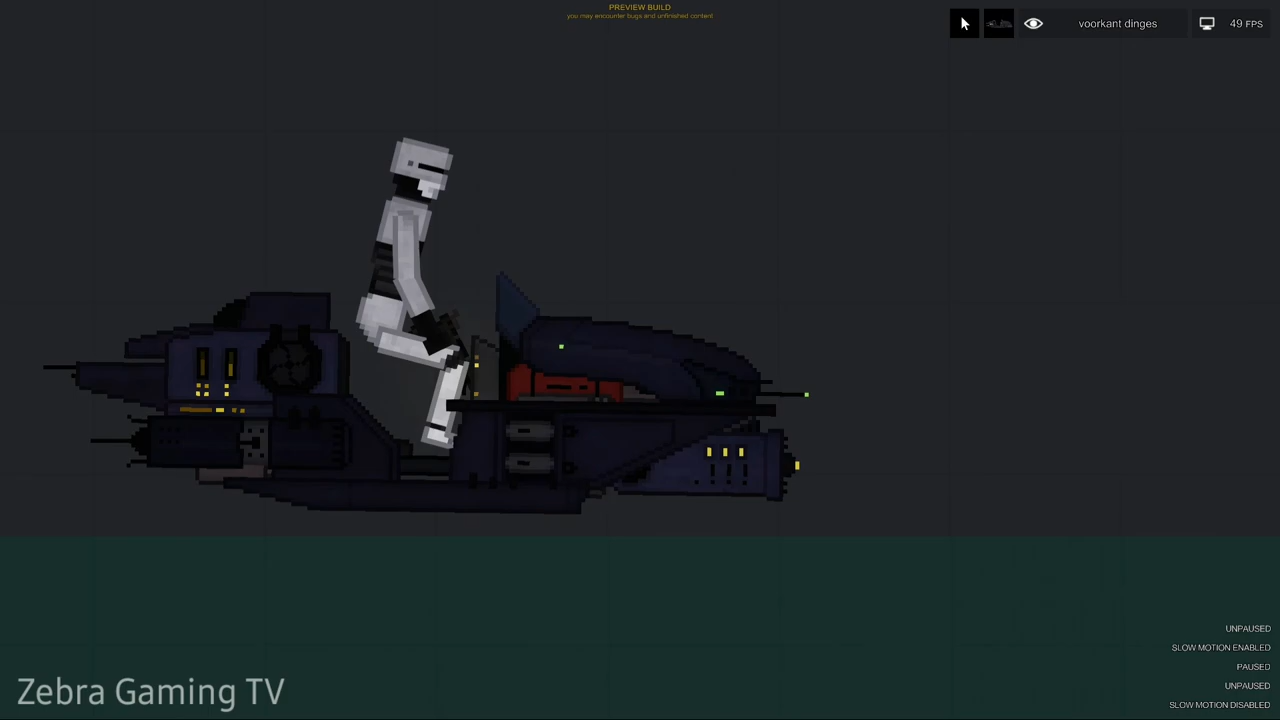 PREVIEW BUILD
you may encounter bugs and unfinished content
voorkant dinges
49 FPS
UNPAUSED
SLOW MOTION ENABLED
PAUSED
UNPAUSED
SLOW MOTION DISABLED
Zebra Gaming TV